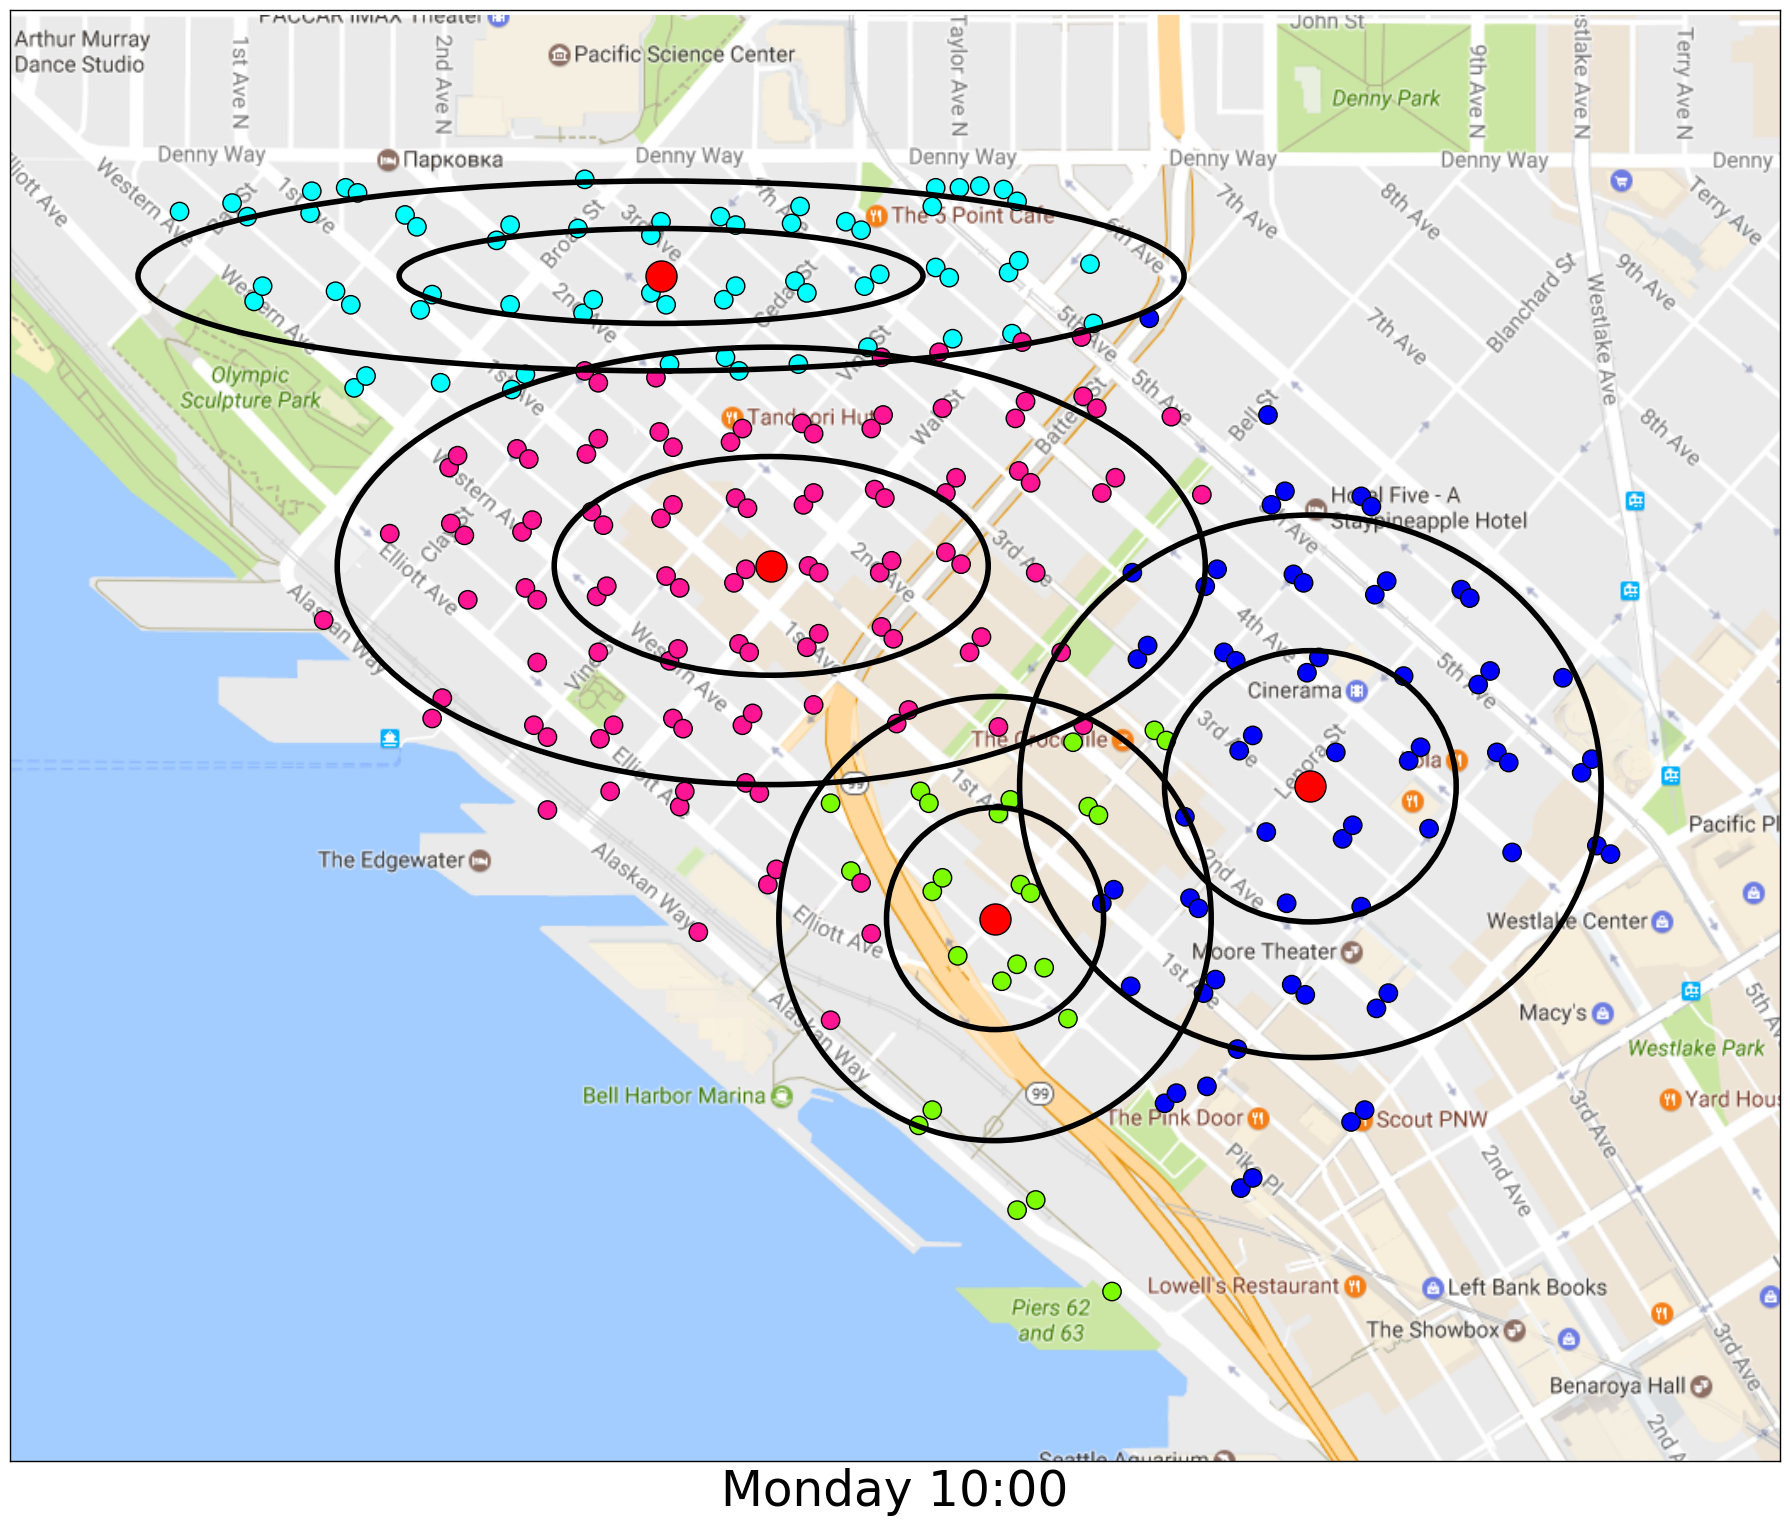 PACCAR IMAX Theater
John St
Arthur Murray
Dance Studio
Pacific Science Center
1st Ave N
2nd Ave N
Taylor Ave N
9th Ave N
Terry Ave N
Denny Park
Denny Way
Парковка
Denny Way
Denny Way
Denny Way
Denny Way
Denny
Western Ave
1st Ave
3rd Ave
The 5 Point Cafe
6th Ave
7th Ave
8th Ave
Terry Ave
Westlake Ave
9th Ave
Blanchard St
7th Ave
8th Ave
Western Ave
2nd Ave
Cedar St
5th Ave
5th Ave
Bell St
Olympic
Sculpture Park
1st Ave
Tandoori Hut
Wall St
Battery St
Western Ave
Clay St
Elliott Ave
Hotel Five - A
Staypineapple Hotel
3rd Ave
2nd Ave
4th Ave
5th Ave
Alaskan Way
Vine St
Western Ave
1st Ave
Cinerama
3rd Ave
Lenora St
Lola
The Crocodile
Elliott Ave
99
1st Ave
Pacific Pl
The Edgewater
Alaskan Way
Elliott Ave
2nd Ave
Westlake Center
Moore Theater
1st Ave
Macy's
5th Ave
Westlake Park
Alaskan Way
Bell Harbor Marina
99
The Pink Door
Scout PNW
Yard Hous
3rd Ave
Pike Pl
2nd Ave
Lowell's Restaurant
Left Bank Books
Piers 62
and 63
The Showbox
3rd Ave
Benaroya Hall
2nd A
Seattle Aquarium
Monday 10:00